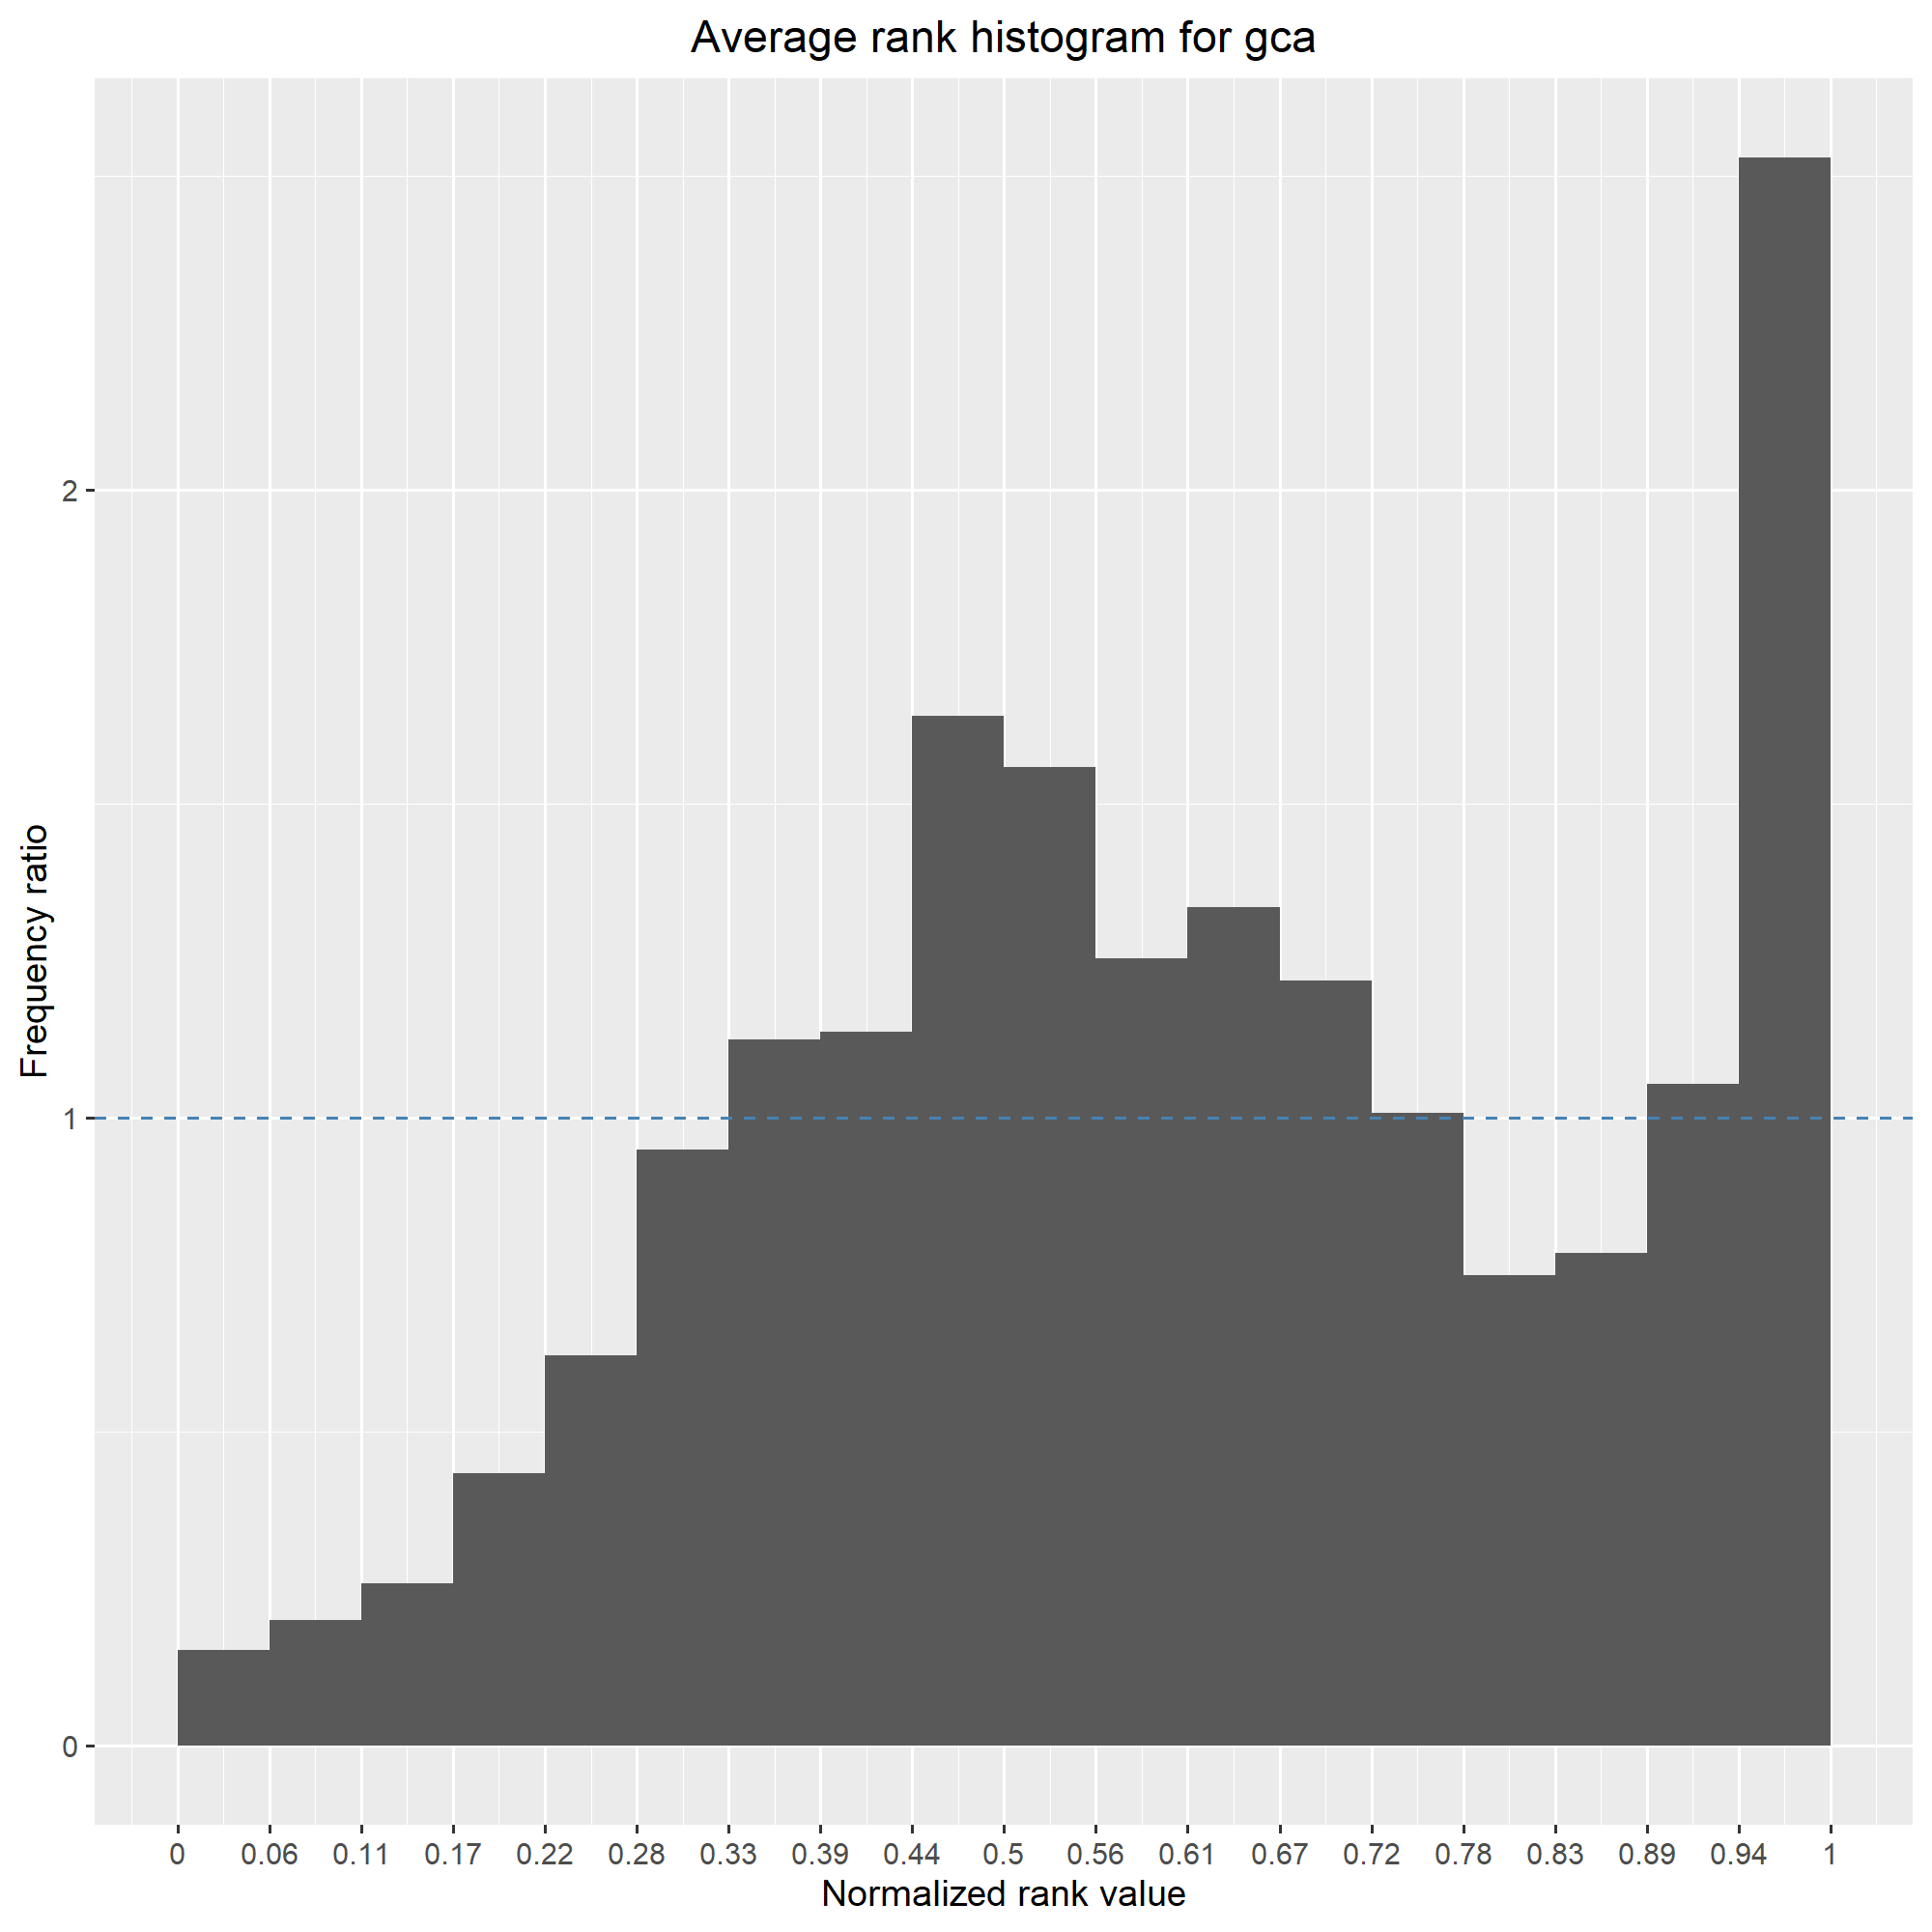 Average rank histogram for gca
Frequency ratio
2
1
0
0 0.06 0.11 0.17 0.22 0.28 0.33 0.39 0.44 0.5 0.56 0.61 0.67 0.72 0.78 0.83 0.89 0.94 1
Normalized rank value